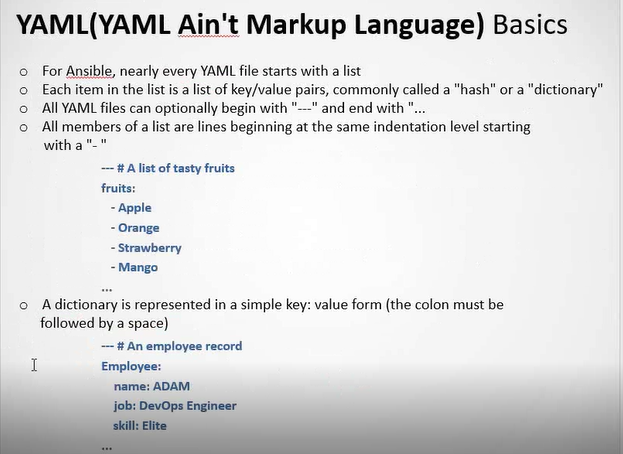 YAML(YAML Ain't Markup Language) Basics
o For Ansible, nearly every YAML file starts with a list
o Each item in the list is a list of key/value pairs, commonly called a "hash" or a "dictionary"
o All YAML files can optionally begin with "---" and end with "...
o All members of a list are lines beginning at the same indentation level starting
with a "- "
--- # A list of tasty fruits
fruits:
- Apple
- Orange
- Strawberry
- Mango
...
o A dictionary is represented in a simple key: value form (the colon must be
followed by a space)
--- # An employee record
Employee:
name: ADAM
job: DevOps Engineer
skill: Elite
...